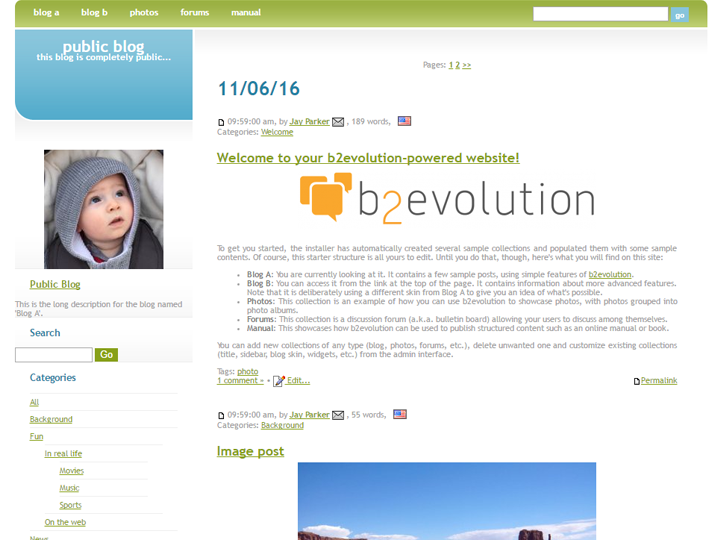 blog a blog b photos forums manual
go
public blog
this blog is completely public...
Pages: 1 2 >>
11/06/16
09:59:00 am, by Jay Parker , 189 words,
Categories: Welcome
Welcome to your b2evolution-powered website!
b2evolution
To get you started, the installer has automatically created several sample collections and populated them with some sample
contents. Of course, this starter structure is all yours to edit. Until you do that, though, here's what you will find on this site:
• Blog A: You are currently looking at it. It contains a few sample posts, using simple features of b2evolution.
• Blog B: You can access it from the link at the top of the page. It contains information about more advanced features.
Note that it is deliberately using a different skin from Blog A to give you an idea of what's possible.
• Photos: This collection is an example of how you can use b2evolution to showcase photos, with photos grouped into
photo albums.
• Forums: This collection is a discussion forum (a.k.a. bulletin board) allowing your users to discuss among themselves.
• Manual: This showcases how b2evolution can be used to publish structured content such as an online manual or book.
You can add new collections of any type (blog, photos, forums, etc.), delete unwanted one and customize existing collections
(title, sidebar, blog skin, widgets, etc.) from the admin interface.
Tags: photo
1 comment » • Edit... Permalink
09:59:00 am, by Jay Parker , 55 words,
Categories: Background
Image post
Public Blog
This is the long description for the blog named
'Blog A'.
Search
Go
Categories
All
Background
Fun
In real life
Movies
Music
Sports
On the web
News